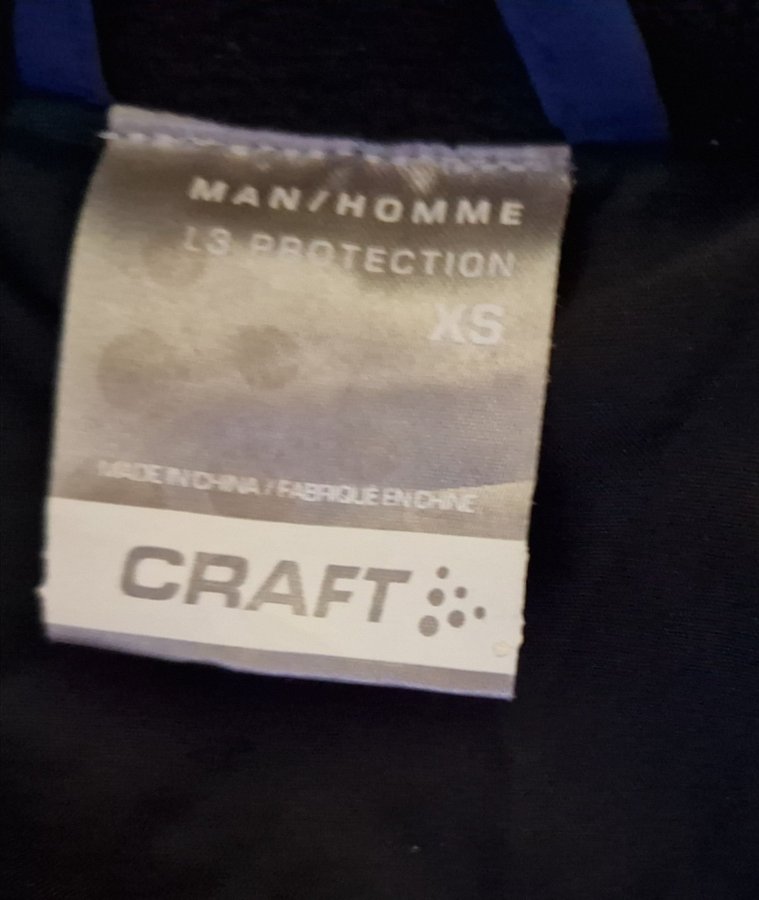 MAN/HOMME
L3 PROTECTION
XS
MADE IN CHINA / FABRIQUÉ EN CHINE
CRAFT